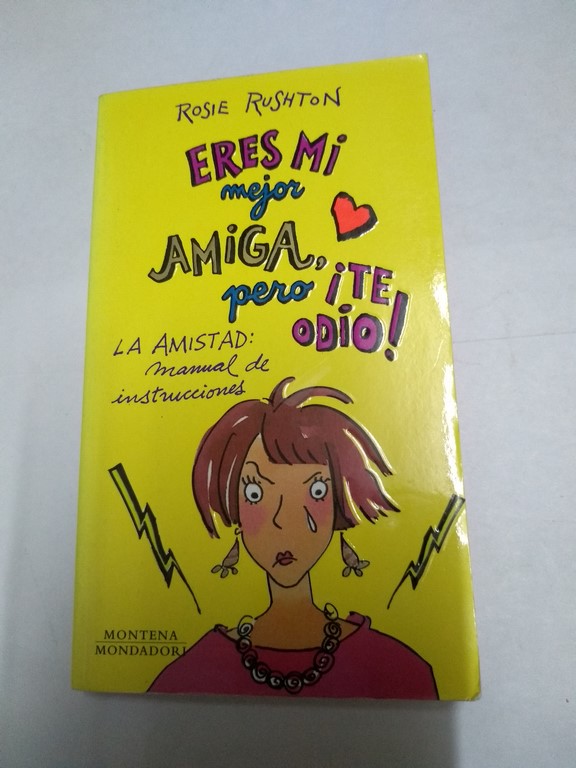 ROSIE RUSHTON
ERES Mi
mejor
AMiGA,
pero ¡TE
ODiO!
LA AMISTAD:
manual de
instrucciones
MONTENA
MONDADORI